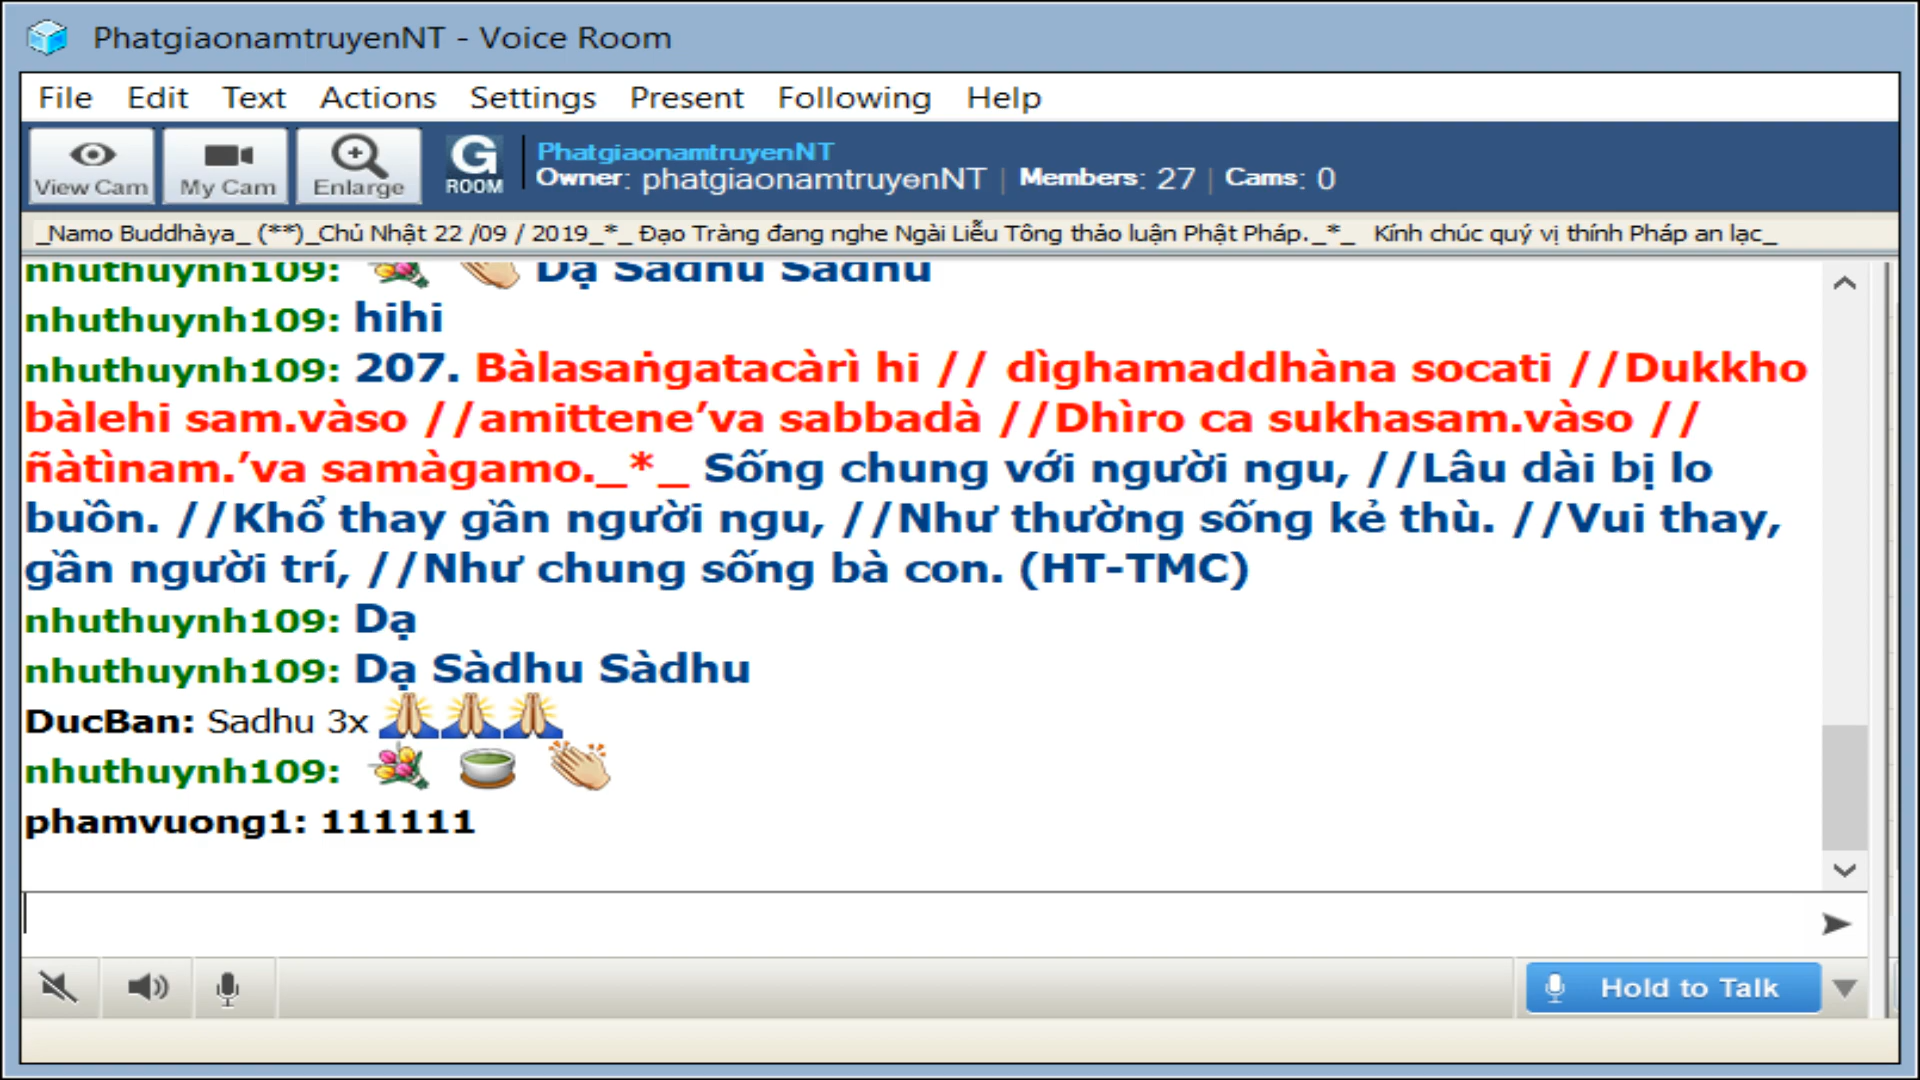 PhatgiaonamtruyenNT - Voice Room
File Edit Text Actions Settings Present Following Help
View Cam My Cam Enlarge G ROOM
PhatgiaonamtruyenNT
Owner: phatgiaonamtruyenNT | Members: 27 | Cams: 0
_Namo Buddhàya_ (**)_Chủ Nhật 22 /09 / 2019_*_ Đạo Tràng đang nghe Ngài Liễu Tông thảo luận Phật Pháp._*_ Kính chúc quý vị thính Pháp an lạc_
nhuthuynh109: 💐 👏 Dạ Sàdhu Sàdhu
nhuthuynh109: hihi
nhuthuynh109: 207. Bàlasaṅgatacàrì hi // dìghamaddhàna socati //Dukkho
bàlehi sam.vàso //amittene’va sabbadà //Dhìro ca sukhasam.vàso //
ñàtìnam.’va samàgamo._*_ Sống chung với người ngu, //Lâu dài bị lo
buồn. //Khổ thay gần người ngu, //Như thường sống kẻ thù. //Vui thay,
gần người trí, //Như chung sống bà con. (HT-TMC)
nhuthuynh109: Dạ
nhuthuynh109: Dạ Sàdhu Sàdhu
DucBan: Sadhu 3x 🙏🙏🙏
nhuthuynh109: 💐 🍵 👏
phamvuong1: 111111
Hold to Talk